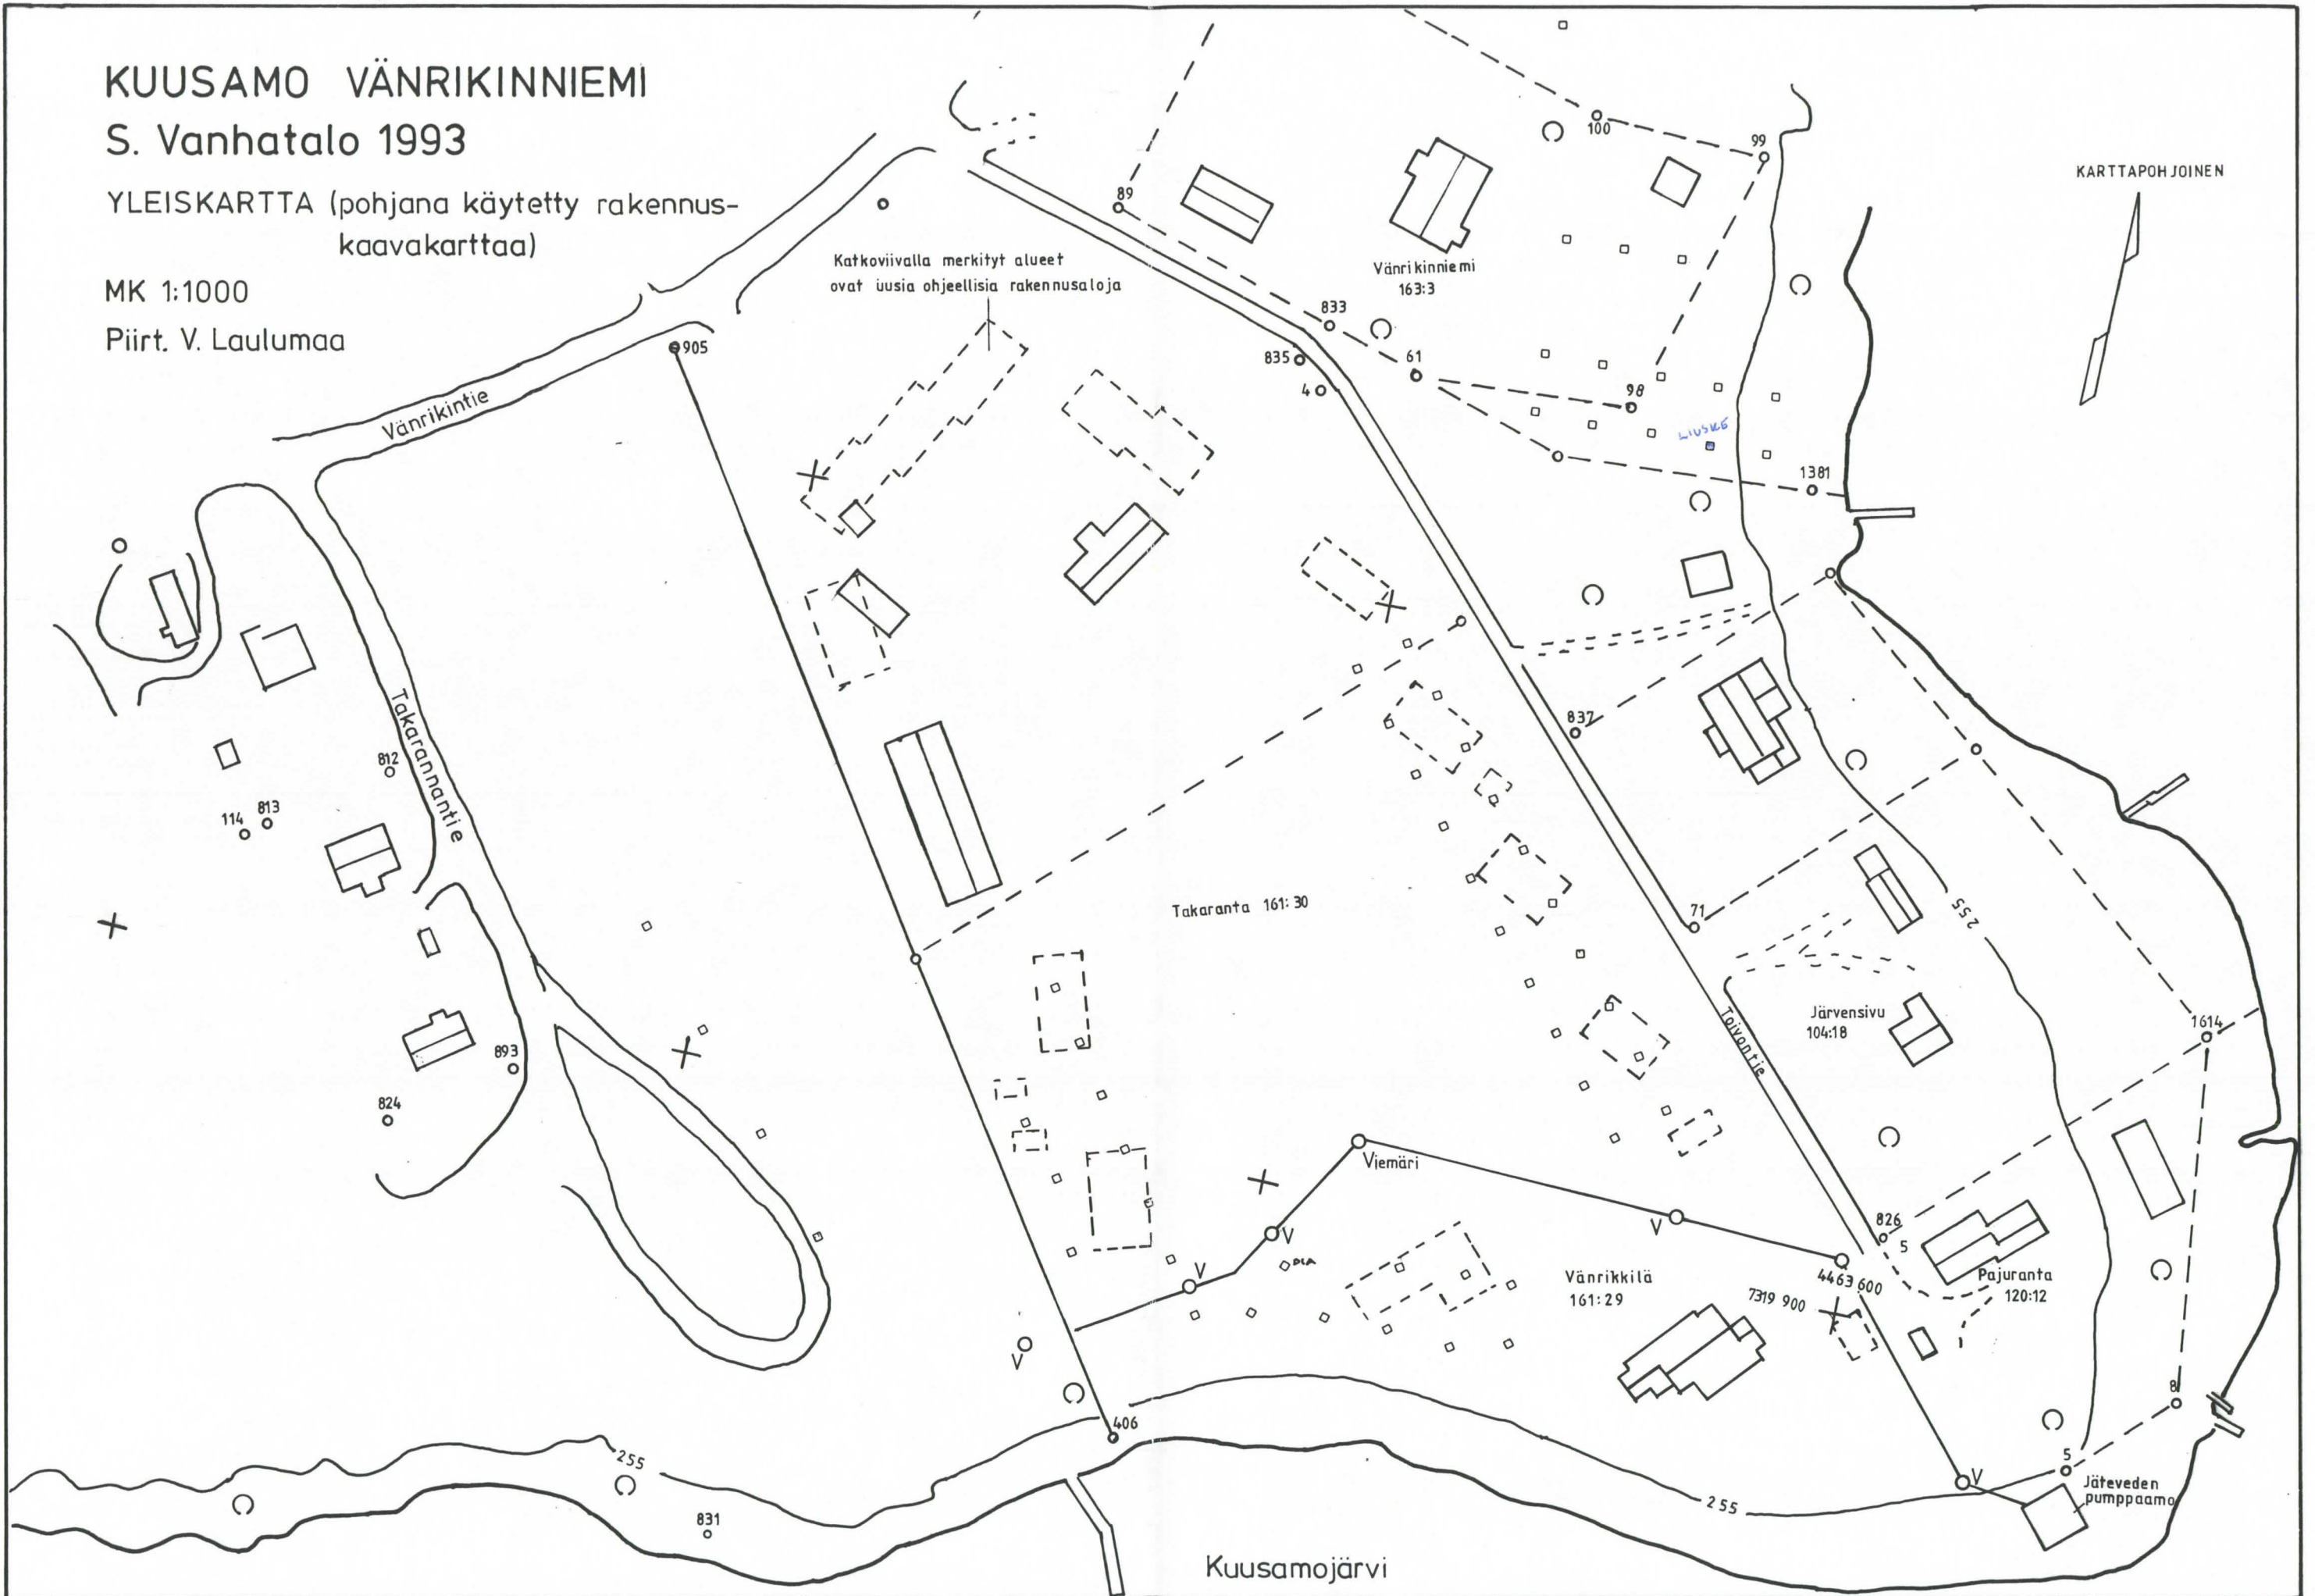 KUUSAMO VÄNRIKINNIEMI
S. Vanhatalo 1993
YLEISKARTTA (pohjana käytetty rakennus-
kaavakarttaa)
MK 1:1000
Piirt. V. Laulumaa
KARTTAPOHJOINEN
100
99
89
Katkoviivalla merkityt alueet
ovat uusia ohjeellisia rakennusaloja
Vänrikinniemi
163:3
833
835
4
61
98
LIUSKE
1381
905
Vänrikintie
Takarannantie
812
813
114
837
71
255
Takaranta 161:30
Järvensivu
104:18
Toivontie
1614
893
824
Viemäri
V
V
V
V
826
5
4463 600
7319 900
Pajuranta
120:12
Vänrikkilä
161:29
406
8
5
V
Jäteveden
pumppaamo
255
255
831
Kuusamojärvi